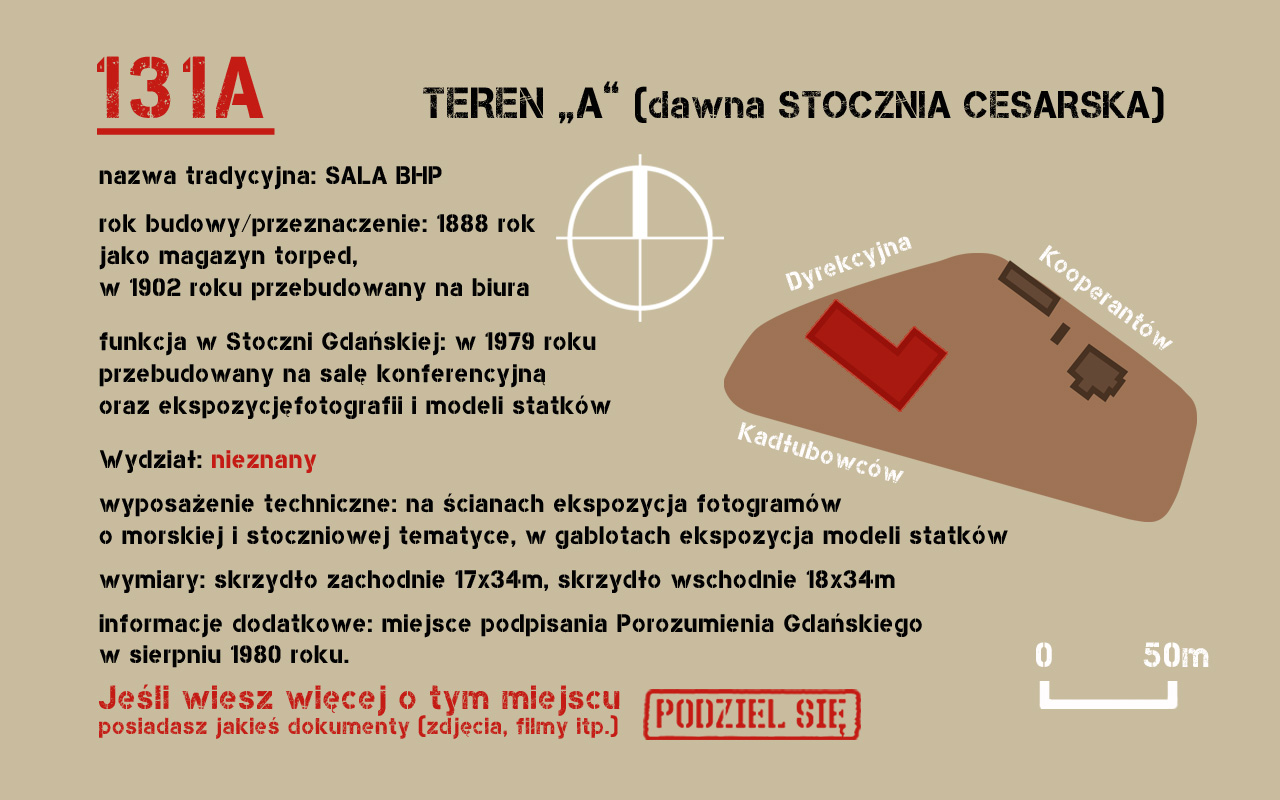 131A
TEREN „A“ (dawna STOCZNIA CESARSKA)
nazwa tradycyjna: SALA BHP
rok budowy/przeznaczenie: 1888 rok
jako magazyn torped,
w 1902 roku przebudowany na biura
funkcja w Stoczni Gdańskiej: w 1979 roku
przebudowany na salę konferencyjną
oraz ekspozycjęfotografii i modeli statków
Wydział: nieznany
wyposażenie techniczne: na ścianach ekspozycja fotogramów
o morskiej i stoczniowej tematyce, w gablotach ekspozycja modeli statków
wymiary: skrzydło zachodnie 17x34m, skrzydło wschodnie 18x34m
informacje dodatkowe: miejsce podpisania Porozumienia Gdańskiego
w sierpniu 1980 roku.
Jeśli wiesz więcej o tym miejscu
posiadasz jakieś dokumenty (zdjęcia, filmy itp.)
PODZIEL SIĘ
Dyrekcyjna
Kooperantów
Kadłubowców
0 50m